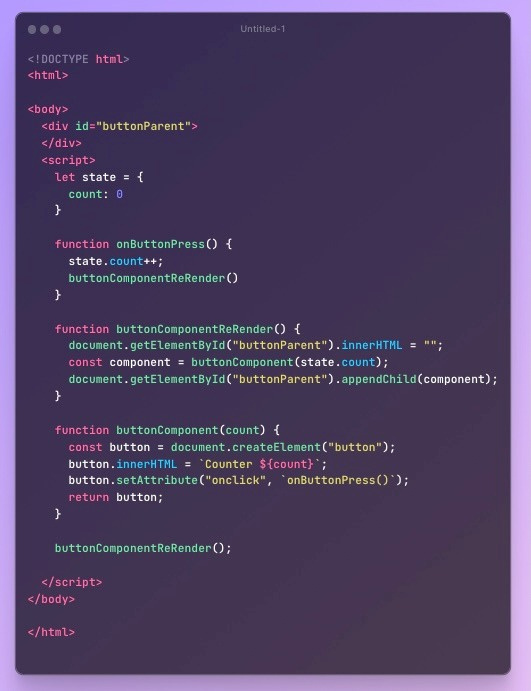 Untitled-1
<!DOCTYPE html>
<html>
<body>
<div id="buttonParent">
</div>
<script>
let state = {
count: 0
}
function onButtonPress() {
state.count++;
buttonComponentReRender()
}
function buttonComponentReRender() {
document.getElementById("buttonParent").innerHTML = "";
const component = buttonComponent(state.count);
document.getElementById("buttonParent").appendChild(component);
}
function buttonComponent(count) {
const button = document.createElement("button");
button.innerHTML = `Counter ${count}`;
button.setAttribute("onclick", `onButtonPress()`);
return button;
}
buttonComponentReRender();
</script>
</body>
</html>